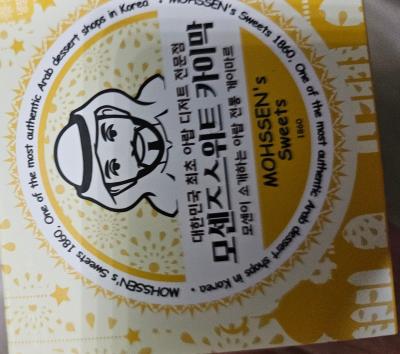 MOHSSEN's Sweets 1860. One of the most authentic Arab dessert shops in Korea •
MOHSSEN's Sweets 1860. One of the most authentic Arab dessert shops in Korea •
대한민국 최초 아랍 디저트 전문점
모센즈스위트 카이막
모센이 소개하는 아랍 전통 게이마르
MOHSSEN's
Sweets
1860